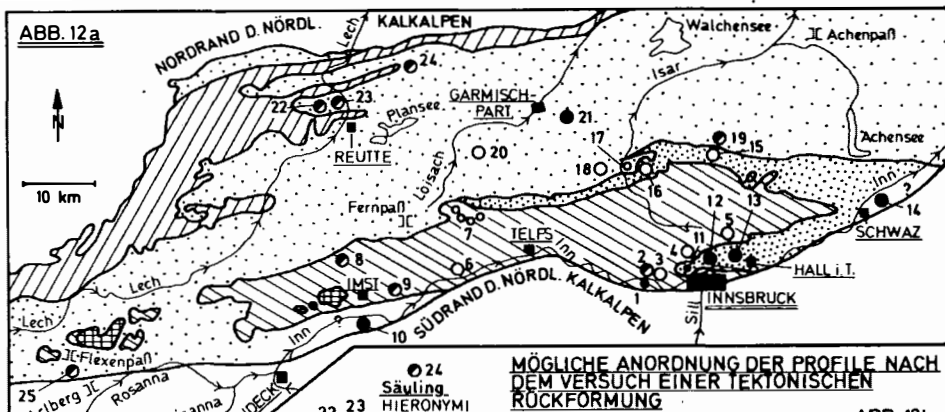 ABB. 12a
NORDRAND D. NÖRDL. KALKALPEN
Lech
Walchensee
Achenpaß
Isar
24
22
23
Plansee
GARMISCH-
PART.
21
17
19
15
Achensee
N
REUTTE
Loisach
20
18
16
10 km
Fernpaß
7
12
13
Inn
?
14
TELFS
5
SCHWAZ
Lech
8
Inn
11
4
2
3
6
HALL i.T.
IMST
9
1
INNSBRUCK
SÜDRAND D. NÖRDL. KALKALPEN
Sill
Lech
Inn
?
10
Flexenpaß
25
Rosanna
24
Säuling
HIERONYMI
22 23
MÖGLICHE ANORDNUNG DER PROFILE NACH
DEM VERSUCH EINER TEKTONISCHEN
RÜCKFORMUNG